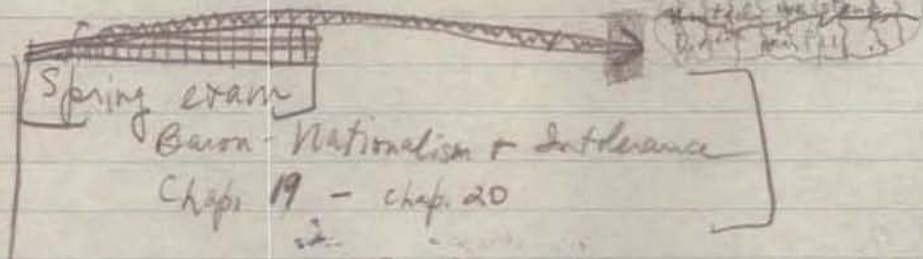 Spring exam
Baron - Nationalism + Intolerance
Chap. 19 - chap. 20